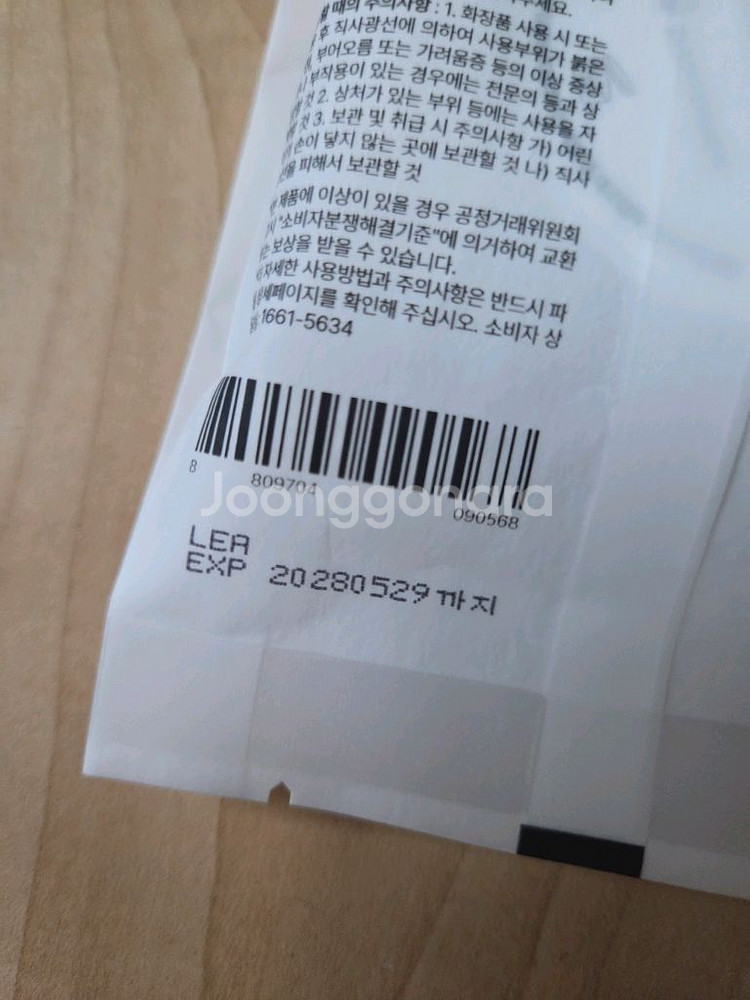 때의 주의사항 : 1. 화장품 사용 시 또는
후 직사광선에 의하여 사용부위가 붉은
부어오름 또는 가려움증 등의 이상 증상
부작용이 있는 경우에는 전문의 등과 상
것 2. 상처가 있는 부위 등에는 사용을 자
것 3. 보관 및 취급 시 주의사항 가) 어린
손이 닿지 않는 곳에 보관할 것 나) 직사
피해서 보관할 것
제품에 이상이 있을 경우 공정거래위원회
"소비자분쟁해결기준"에 의거하여 교환
보상을 받을 수 있습니다.
자세한 사용방법과 주의사항은 반드시 파
세페이지를 확인해 주십시오. 소비자 상
1661-5634
8 809704 090568
Joonggonara
LEA
EXP 20280529까지